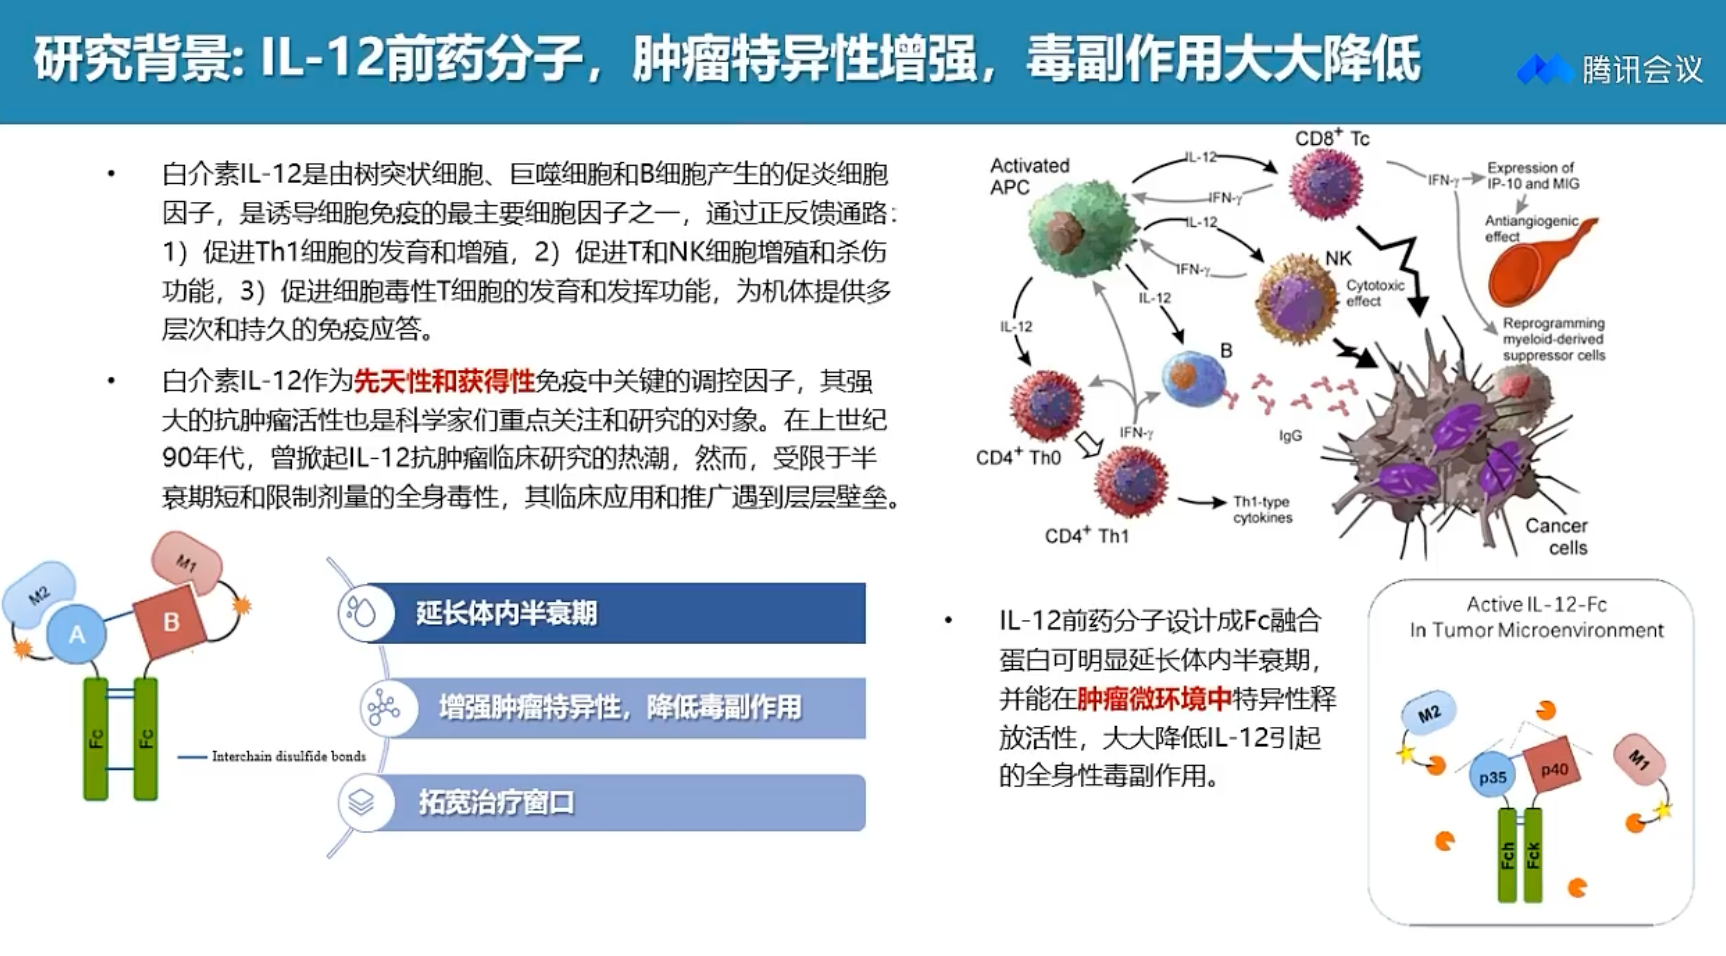 研究背景: IL-12前药分子，肿瘤特异性增强，毒副作用大大降低
腾讯会议
• 白介素IL-12是由树突状细胞、巨噬细胞和B细胞产生的促炎细胞
因子，是诱导细胞免疫的最主要细胞因子之一，通过正反馈通路：
1）促进Th1细胞的发育和增殖，2）促进T和NK细胞增殖和杀伤
功能，3）促进细胞毒性T细胞的发育和发挥功能，为机体提供多
层次和持久的免疫应答。
• 白介素IL-12作为先天性和获得性免疫中关键的调控因子，其强
大的抗肿瘤活性也是科学家们重点关注和研究的对象。在上世纪
90年代，曾掀起IL-12抗肿瘤临床研究的热潮，然而，受限于半
衰期短和限制剂量的全身毒性，其临床应用和推广遇到层层壁垒。
Activated
APC
IL-12
IFN-γ
CD8+ Tc
IFN-γ
Expression of
IP-10 and MIG
Antiangiogenic
effect
IL-12
IFN-γ
NK
Cytotoxic
effect
IL-12
IL-12
B
Reprogramming
myeloid-derived
suppressor cells
IFN-γ
IgG
CD4+ Th0
CD4+ Th1
Th1-type
cytokines
Cancer
cells
M2
M1
A
B
Fc
Fc
Interchain disulfide bonds
延长体内半衰期
增强肿瘤特异性，降低毒副作用
拓宽治疗窗口
• IL-12前药分子设计成Fc融合
蛋白可明显延长体内半衰期，
并能在肿瘤微环境中特异性释
放活性，大大降低IL-12引起
的全身性毒副作用。
Active IL-12-Fc
In Tumor Microenvironment
M2
M1
p35
p40
Fch
Fck